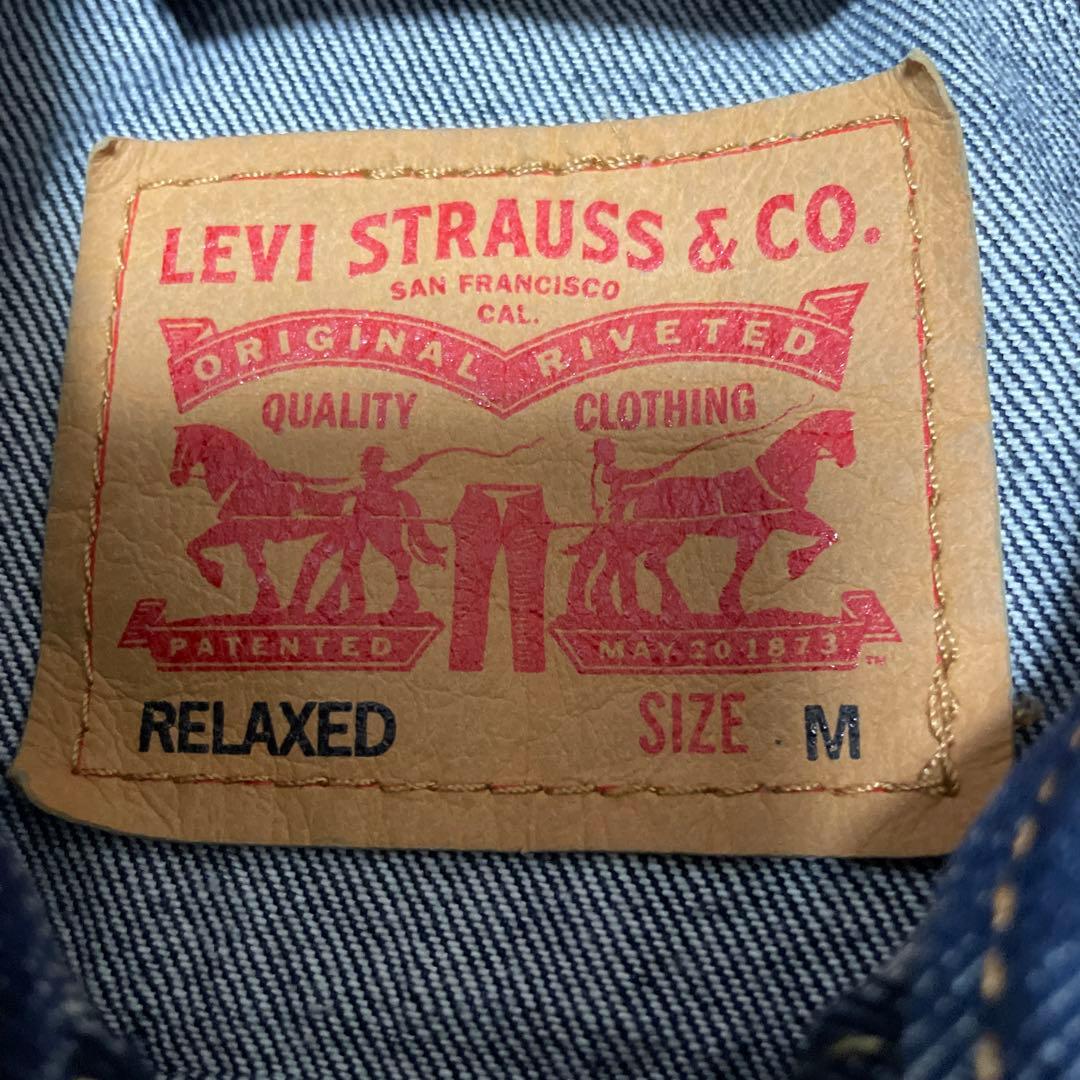 LEVI STRAUSS & CO.
SAN FRANCISCO
CAL.
ORIGINAL RIVETED
QUALITY CLOTHING
PATENTED MAY 20 1873 ™
RELAXED SIZE M